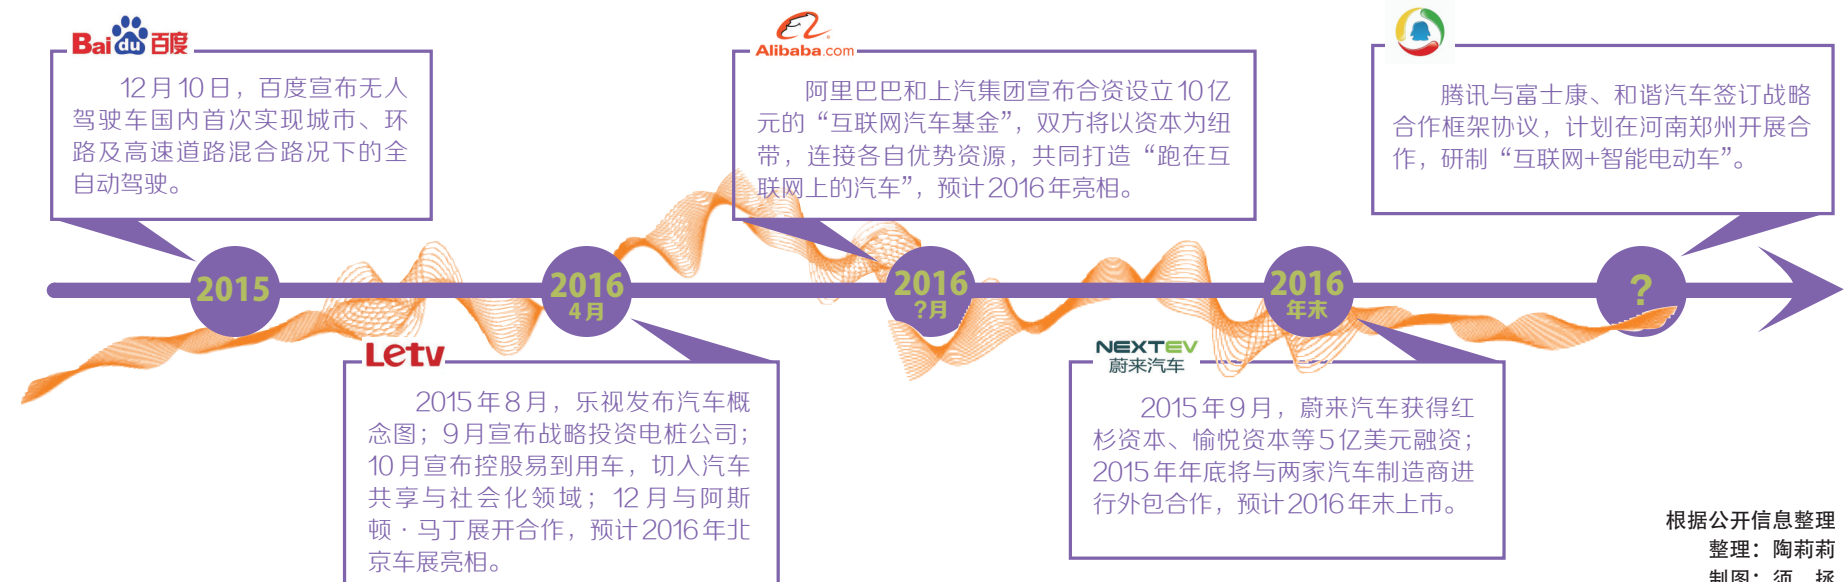 Baidu百度
12月10日，百度宣布无人
驾驶车国内首次实现城市、环
路及高速道路混合路况下的全
自动驾驶。
Alibaba.com
阿里巴巴和上汽集团宣布合资设立10亿
元的“互联网汽车基金”，双方将以资本为纽
带，连接各自优势资源，共同打造“跑在互
联网上的汽车”，预计2016年亮相。
腾讯与富士康、和谐汽车签订战略
合作框架协议，计划在河南郑州开展合
作，研制“互联网+智能电动车”。
2015
2016
4月
2016
?月
2016
年末
?
Letv
2015年8月，乐视发布汽车概
念图；9月宣布战略投资电桩公司；
10月宣布控股易到用车，切入汽车
共享与社会化领域；12月与阿斯
顿·马丁展开合作，预计2016年北
京车展亮相。
NEXTEV
蔚来汽车
2015年9月，蔚来汽车获得红
杉资本、愉悦资本等5亿美元融资；
2015年年底将与两家汽车制造商进
行外包合作，预计2016年末上市。
根据公开信息整理
整理：陶莉莉
制图：须 拯